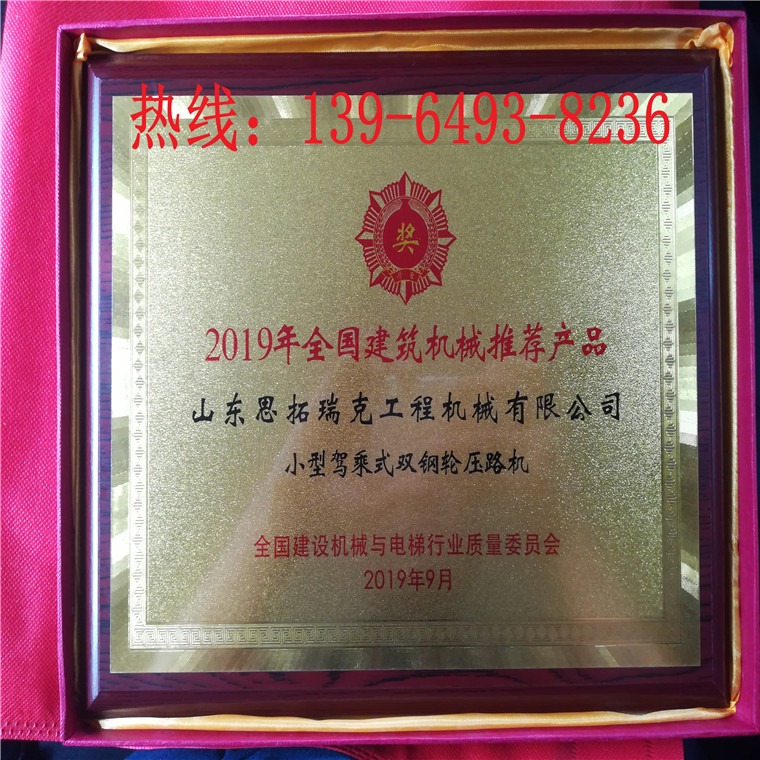 热线：139-6493-8236
奖
2019年全国建筑机械推荐产品
山东思拓瑞克工程机械有限公司
小型驾乘式双钢轮压路机
全国建设机械与电梯行业质量委员会
2019年9月